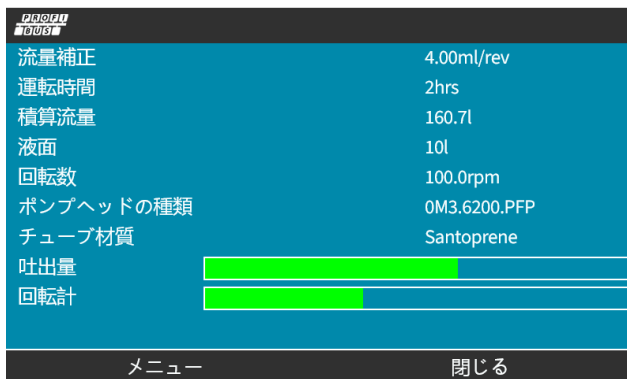 PROFI
BUS
流量補正 4.00ml/rev
運転時間 2hrs
積算流量 160.7l
液面 10l
回転数 100.0rpm
ポンプヘッドの種類 0M3.6200.PFP
チューブ材質 Santoprene
吐出量
回転計
メニュー 閉じる